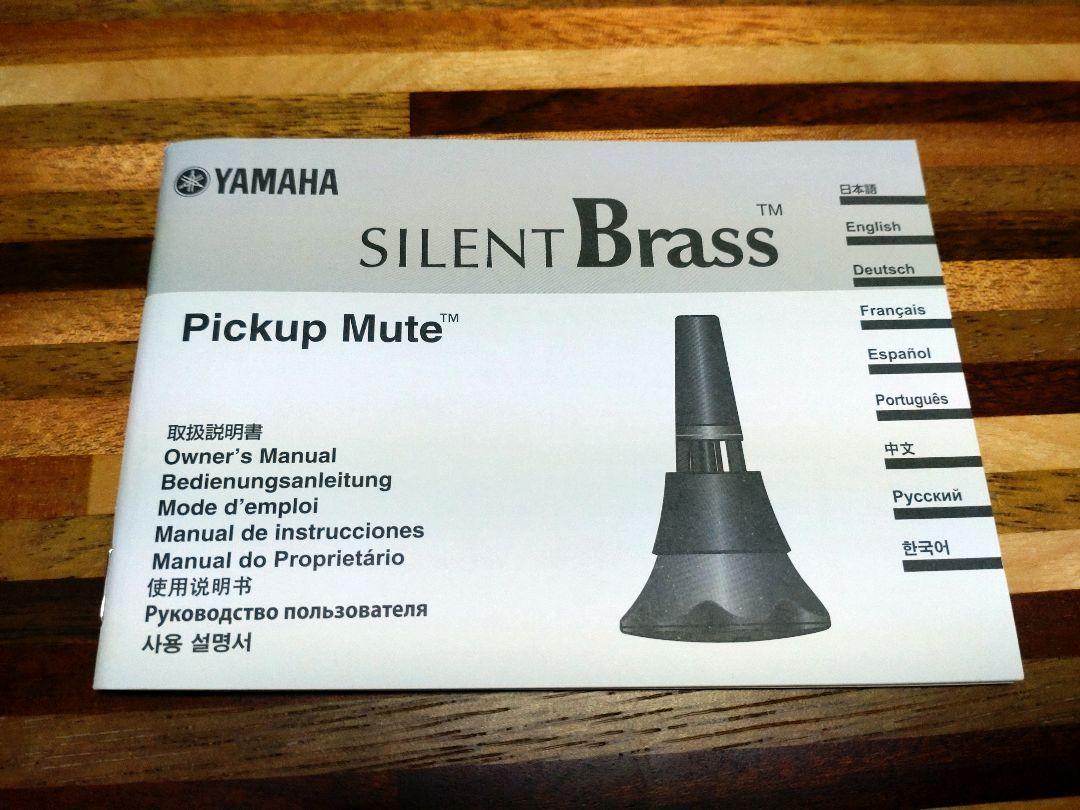 YAMAHA
SILENT Brass™
Pickup Mute™
取扱説明書
Owner's Manual
Bedienungsanleitung
Mode d'emploi
Manual de instrucciones
Manual do Proprietário
使用说明书
Руководство пользователя
사용 설명서
日本語
English
Deutsch
Français
Español
Português
中文
Русский
한국어